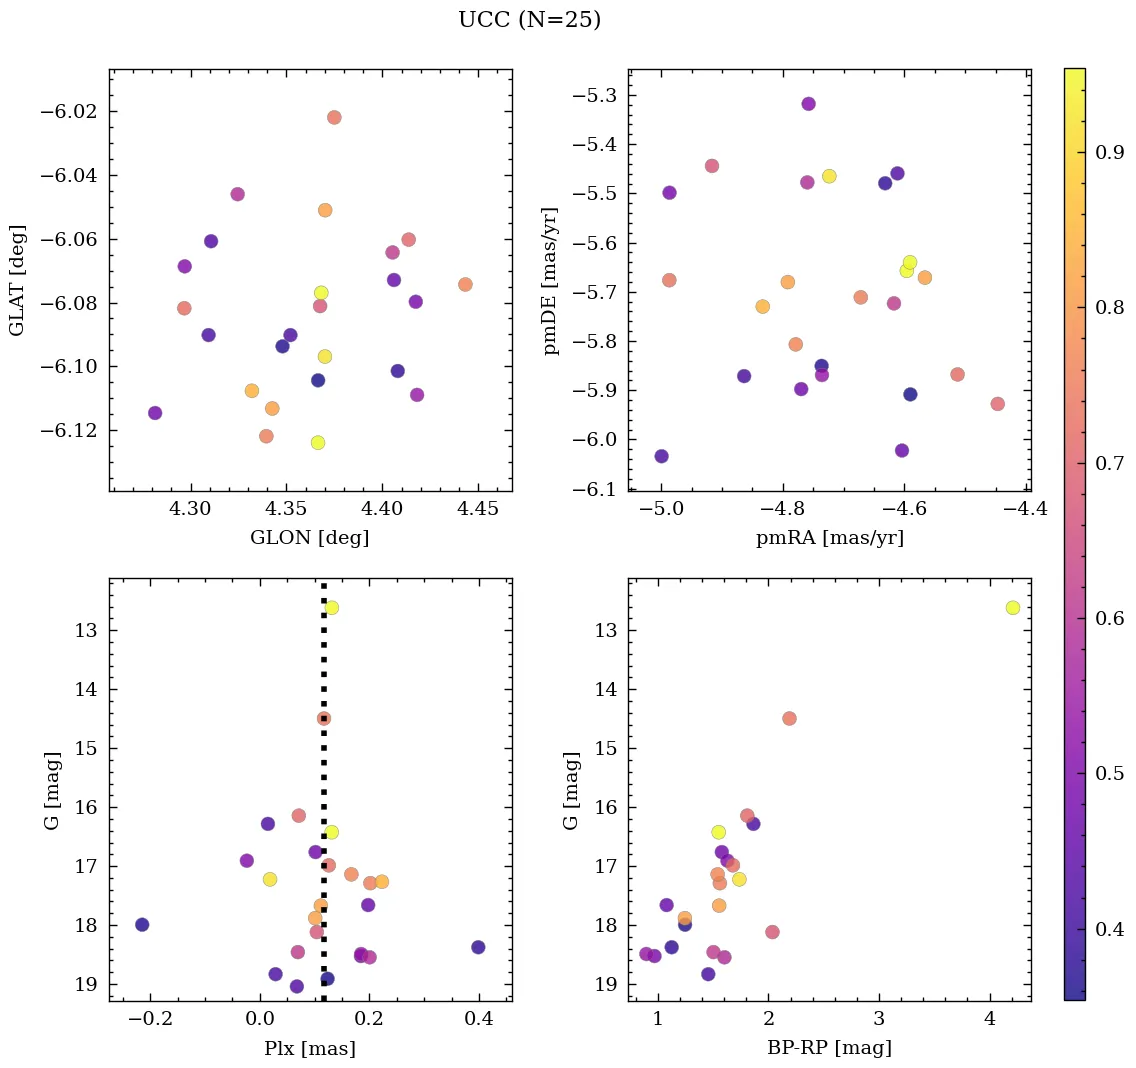 UCC (N=25)
−6.02
−6.04
−6.06
−6.08
−6.10
−6.12
GLAT [deg]
4.30 4.35 4.40 4.45
GLON [deg]
−5.3
−5.4
−5.5
−5.6
−5.7
−5.8
−5.9
−6.0
−6.1
pmDE [mas/yr]
−5.0 −4.8 −4.6 −4.4
pmRA [mas/yr]
13
14
15
16
17
18
19
G [mag]
−0.2 0.0 0.2 0.4
Plx [mas]
13
14
15
16
17
18
19
G [mag]
1 2 3 4
BP-RP [mag]
0.9
0.8
0.7
0.6
0.5
0.4